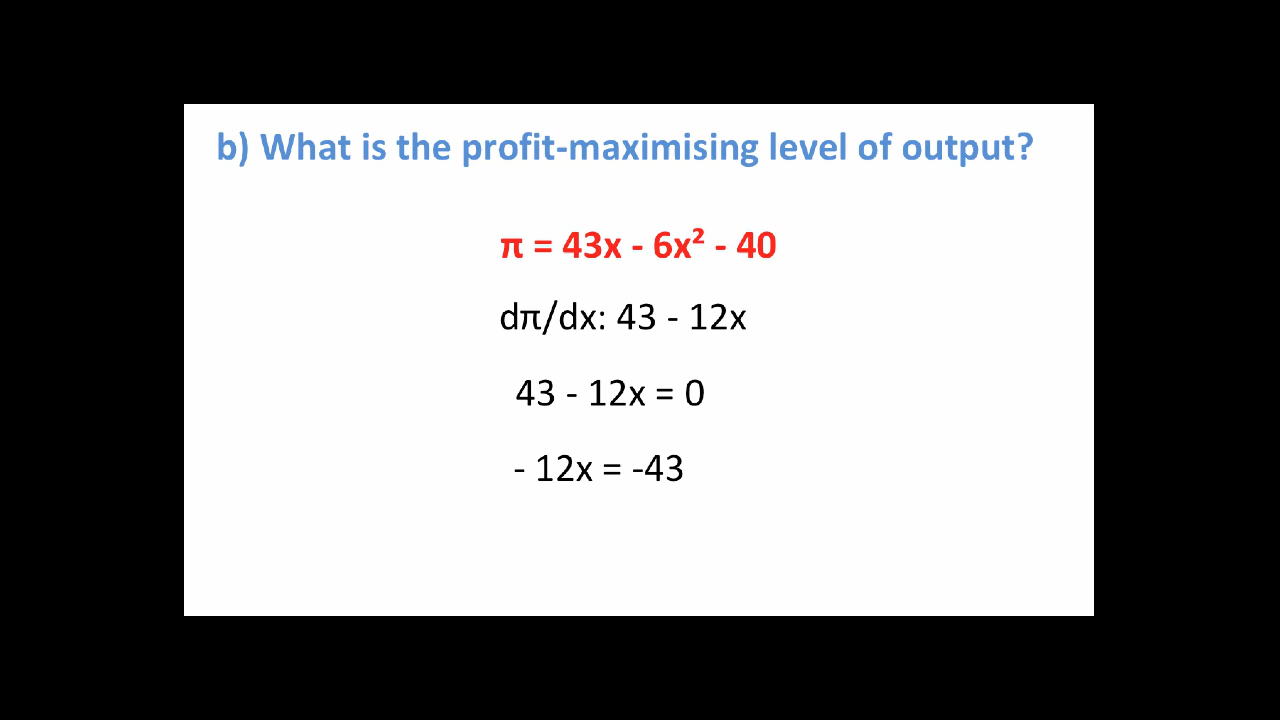 b) What is the profit-maximising level of output?
π = 43x - 6x² - 40
dπ/dx: 43 - 12x
43 - 12x = 0
- 12x = -43